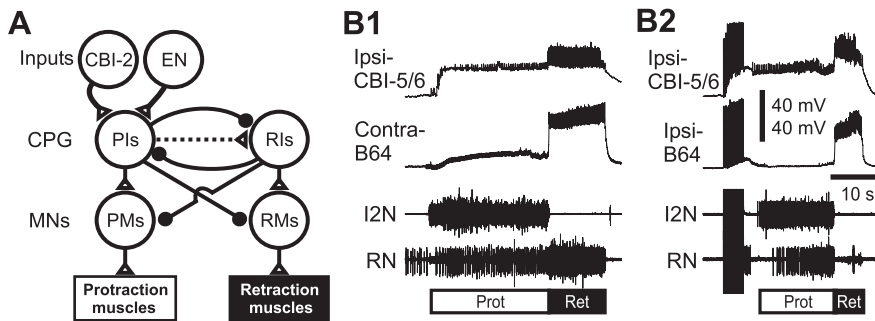 A
Inputs
CBI-2
EN
CPG
PIs
RIs
MNs
PMs
RMs
Protraction
muscles
Retraction
muscles
B1
Ipsi-
CBI-5/6
Contra-
B64
I2N
RN
Prot
Ret
B2
Ipsi-
CBI-5/6
40 mV
40 mV
Ipsi-
B64
10 s
I2N
RN
Prot
Ret